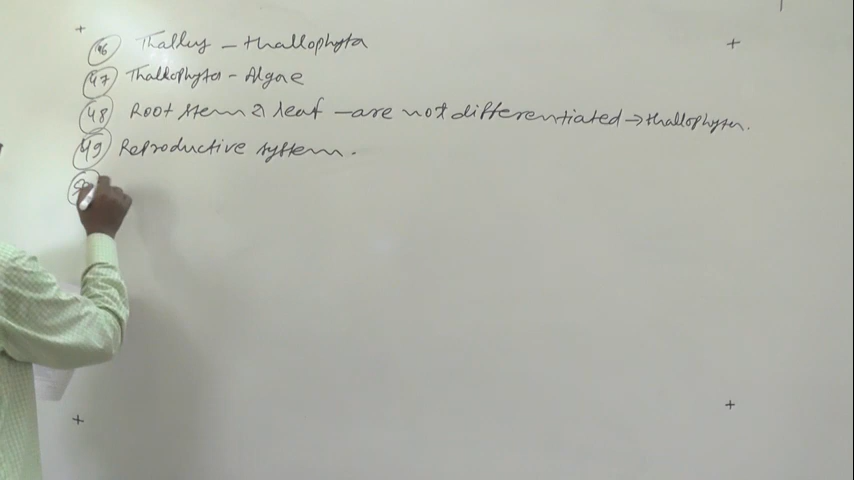 46 Thallus - thallophyta
47 Thallophyta - Algae
48 Root stem & leaf - are not differentiated → thallophyta.
49 Reproductive system.